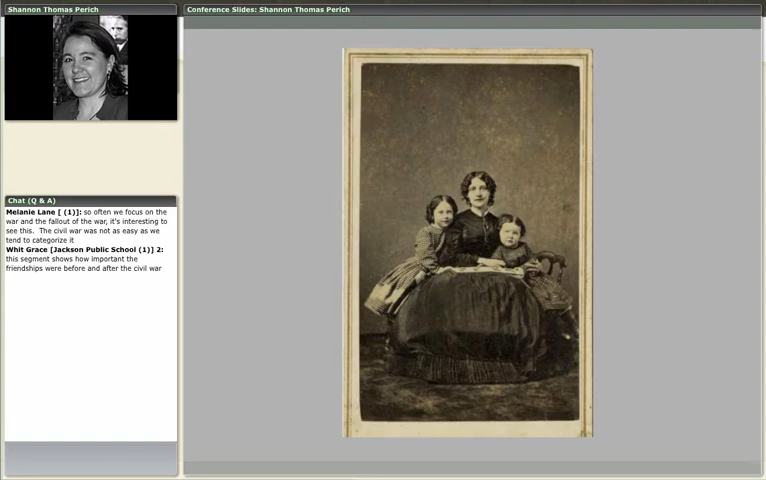 Shannon Thomas Perich
Conference Slides: Shannon Thomas Perich
Chat (Q & A)
Melanie Lane [ (1)]: so often we focus on the
war and the fallout of the war, it's interesting to
see this.  The civil war was not as easy as we
tend to categorize it
Whit Grace [Jackson Public School (1)] 2:
this segment shows how important the
friendships were before and after the civil war